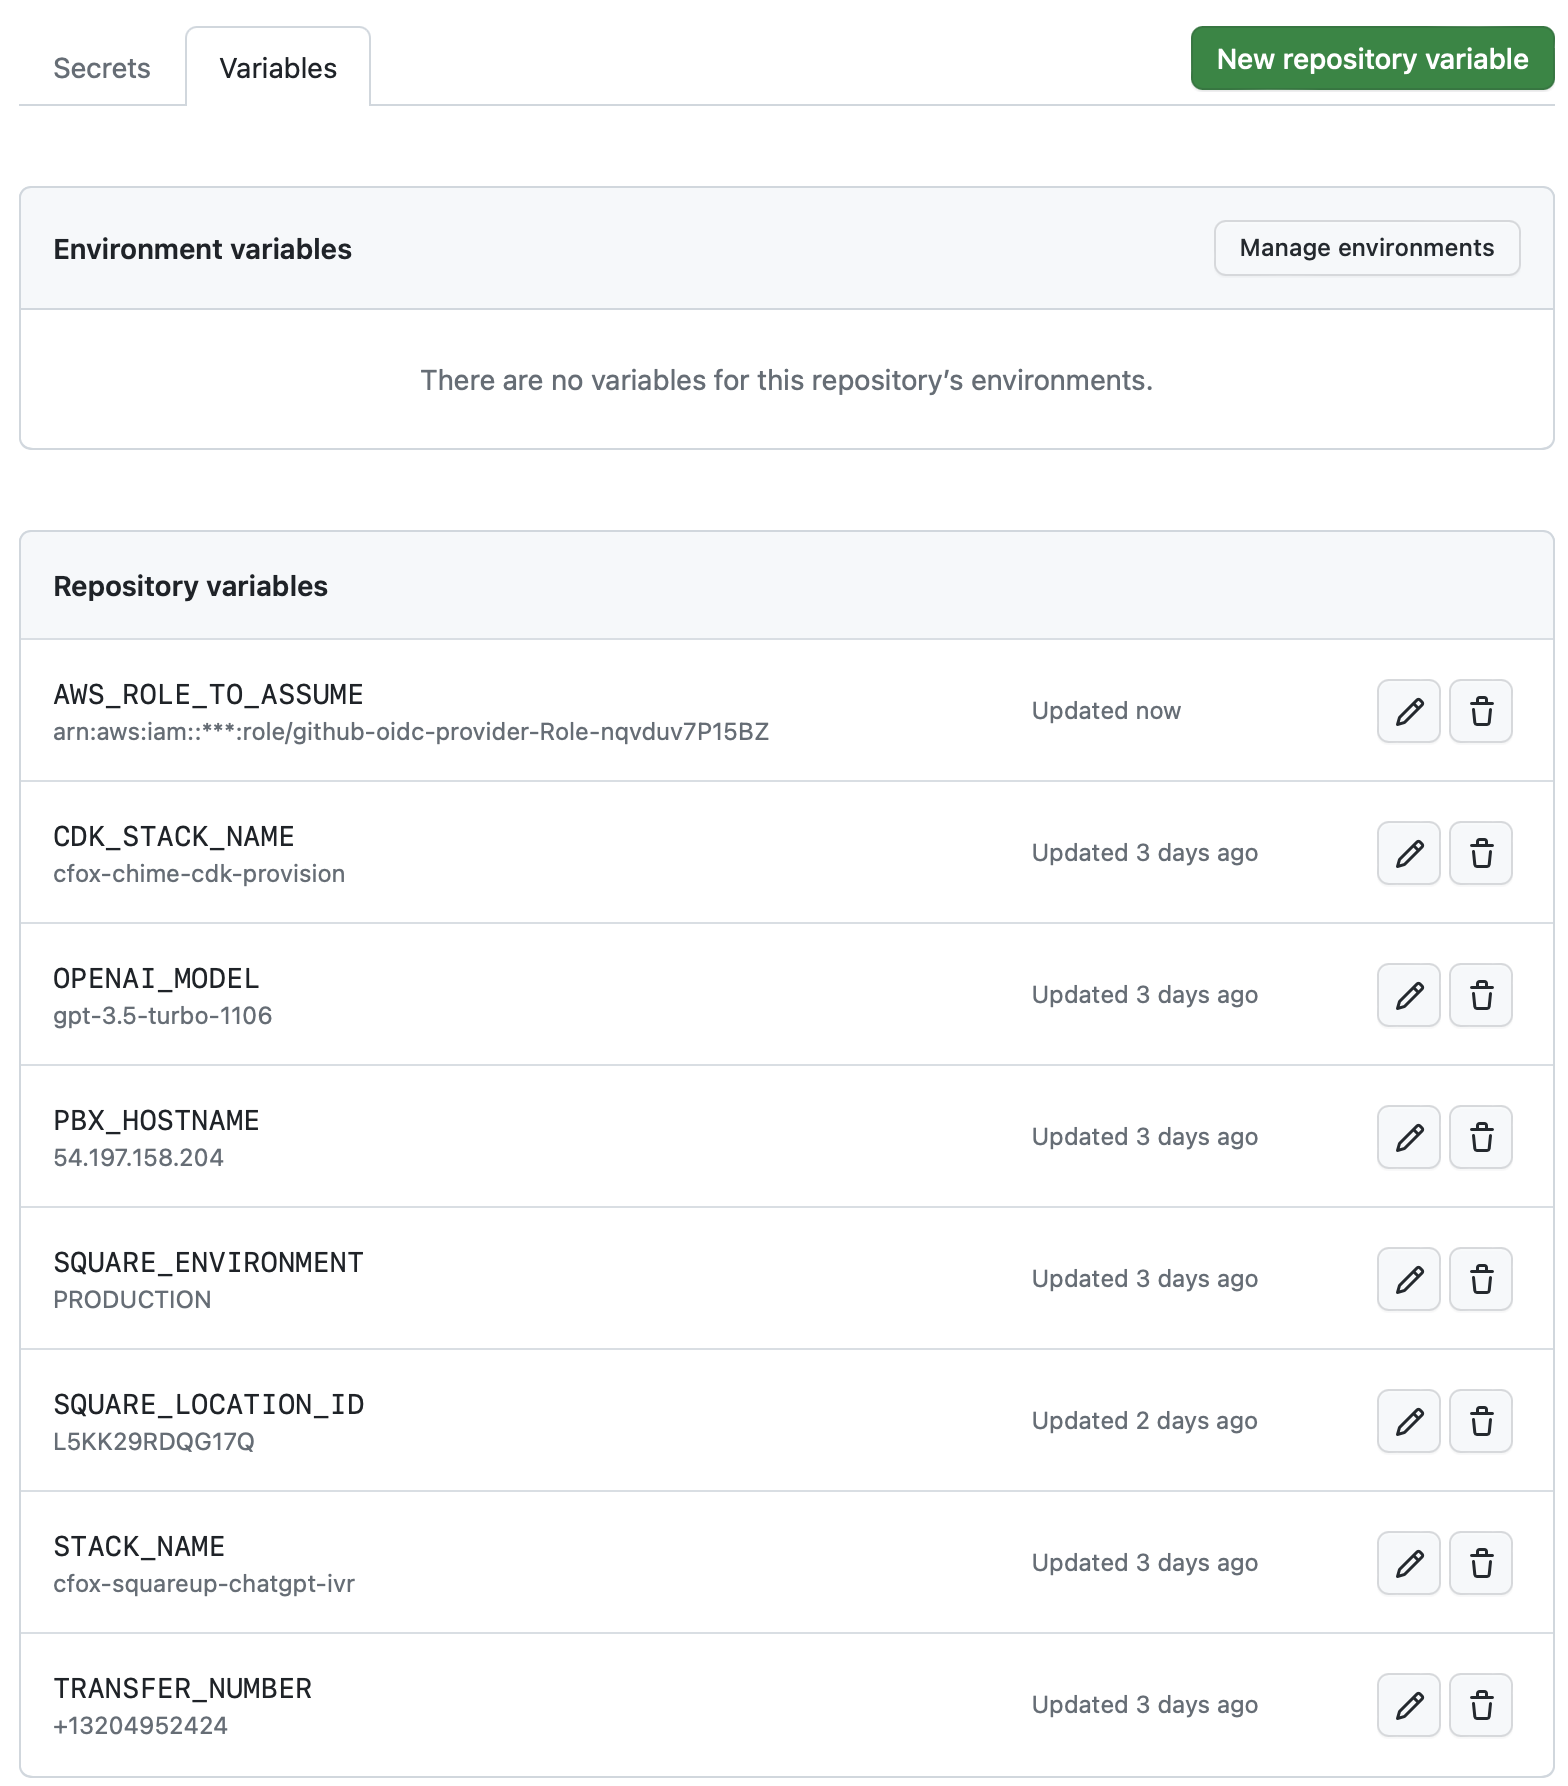 Secrets
Variables
New repository variable
Environment variables
Manage environments
There are no variables for this repository’s environments.
Repository variables
AWS_ROLE_TO_ASSUME
arn:aws:iam::***:role/github-oidc-provider-Role-nqvduv7P15BZ
Updated now
CDK_STACK_NAME
cfox-chime-cdk-provision
Updated 3 days ago
OPENAI_MODEL
gpt-3.5-turbo-1106
Updated 3 days ago
PBX_HOSTNAME
54.197.158.204
Updated 3 days ago
SQUARE_ENVIRONMENT
PRODUCTION
Updated 3 days ago
SQUARE_LOCATION_ID
L5KK29RDQG17Q
Updated 2 days ago
STACK_NAME
cfox-squareup-chatgpt-ivr
Updated 3 days ago
TRANSFER_NUMBER
+13204952424
Updated 3 days ago